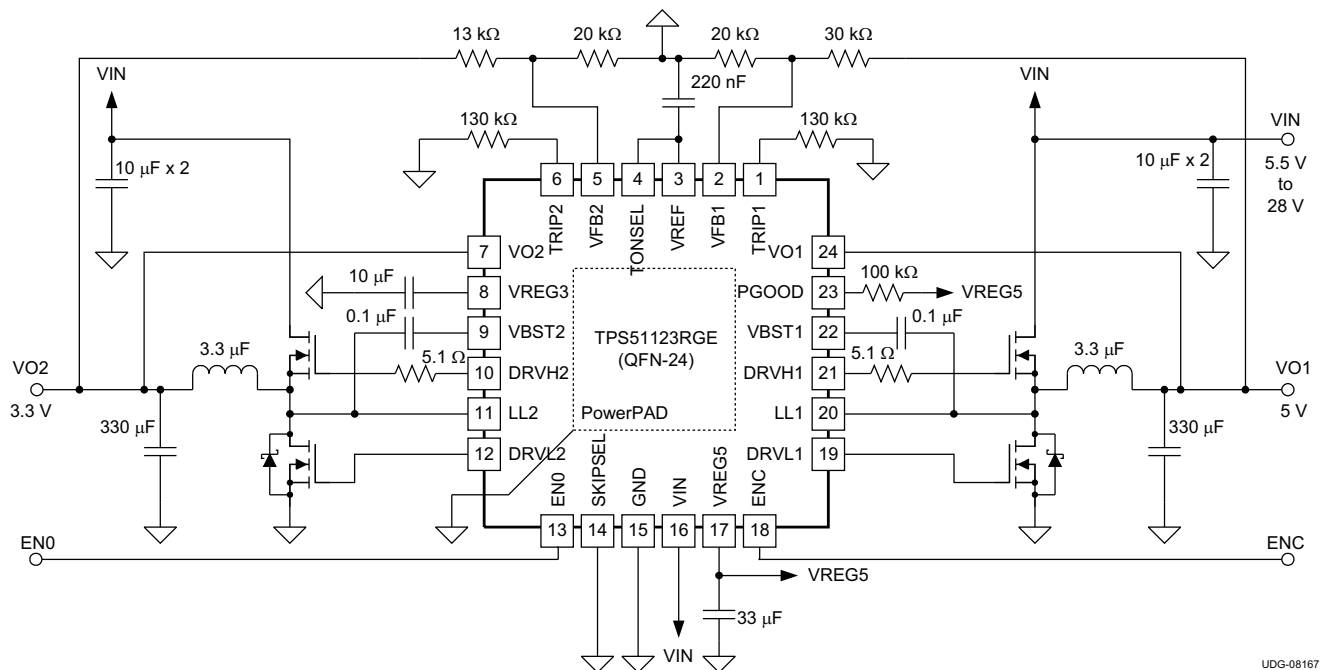 13 kΩ
20 kΩ
20 kΩ
30 kΩ
VIN
220 nF
VIN
VIN
130 kΩ
130 kΩ
10 μF x 2
10 μF x 2
5.5 V
to
28 V
6
5
4
3
2
1
TRIP2
VFB2
TONSEL
VREF
VFB1
TRIP1
7
VO2
VO1
24
10 μF
8
VREG3
PGOOD
23
100 kΩ
VREG5
0.1 μF
9
VBST2
VBST1
22
0.1 μF
TPS51123RGE
(QFN-24)
3.3 μF
5.1 Ω
10
DRVH2
DRVH1
21
5.1 Ω
3.3 μF
VO2
3.3 V
VO1
5 V
11
LL2
PowerPAD
LL1
20
330 μF
330 μF
12
DRVL2
DRVL1
19
EN0
SKIPSEL
GND
VIN
VREG5
ENC
13
14
15
16
17
18
EN0
ENC
VREG5
33 μF
VIN
UDG-08167